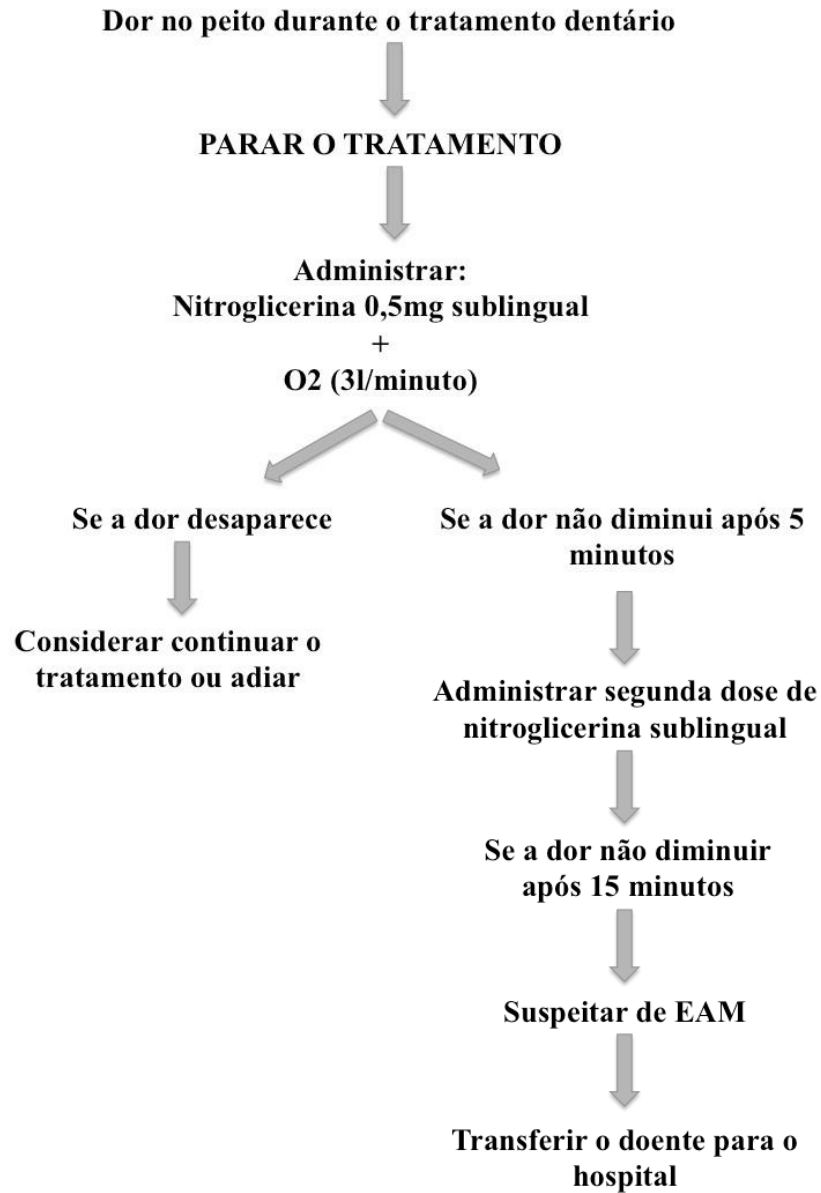 Dor no peito durante o tratamento dentário
PARAR O TRATAMENTO
Administrar:
Nitroglicerina 0,5mg sublingual
+
O2 (3l/minuto)
Se a dor desaparece
Considerar continuar o
tratamento ou adiar
Se a dor não diminui após 5
minutos
Administrar segunda dose de
nitroglicerina sublingual
Se a dor não diminuir
após 15 minutos
Suspeitar de EAM
Transferir o doente para o
hospital